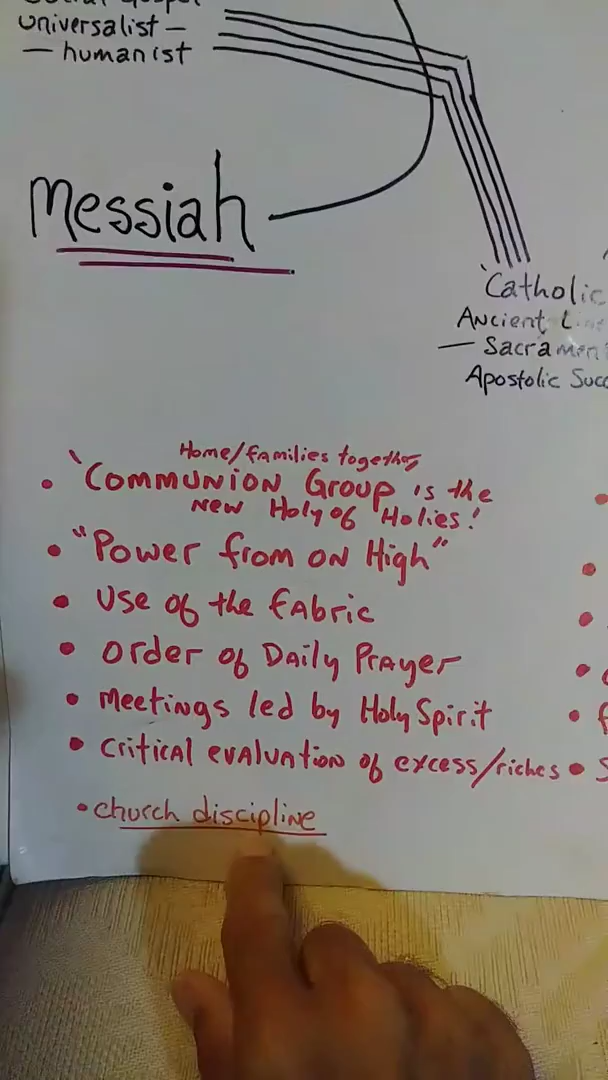 universalist —
— humanist
Messiah
'Catholic
Ancient
— Sacramen
Apostolic Succ
Home/families together
• 'Communion Group is the
new Holy of Holies!
• "Power from on High"
• Use of the fabric
• Order of Daily Prayer
• Meetings led by Holy Spirit
• Critical evaluation of excess/riches
• church discipline